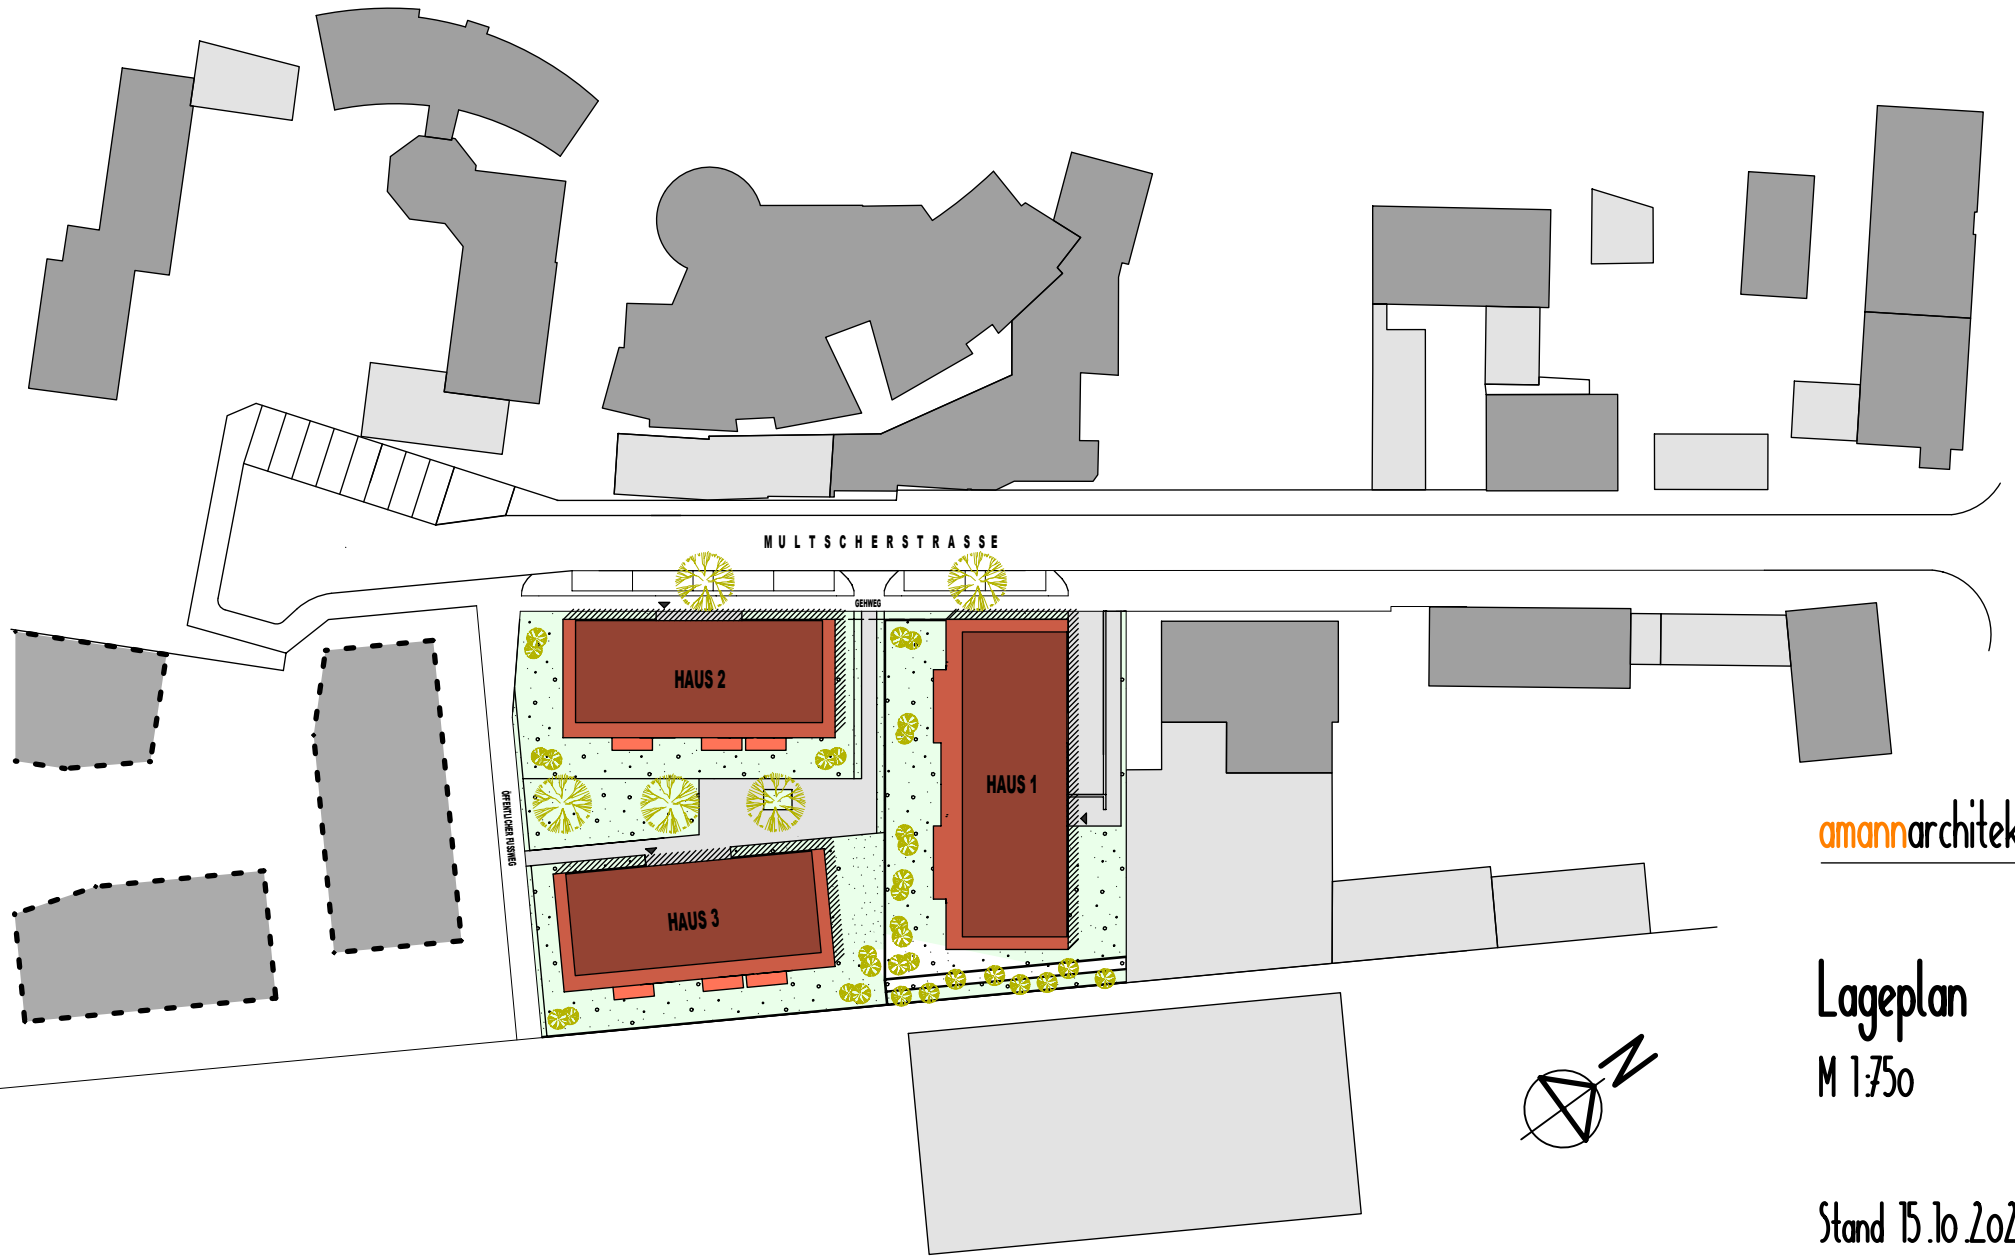 MULTSCHERSTRASSE
GEHWEG
HAUS 2
HAUS 1
ÖFFENTLICHER FUSSWEG
HAUS 3
amannarchitek
Lageplan
M 1:750
N
Stand 15.10.202